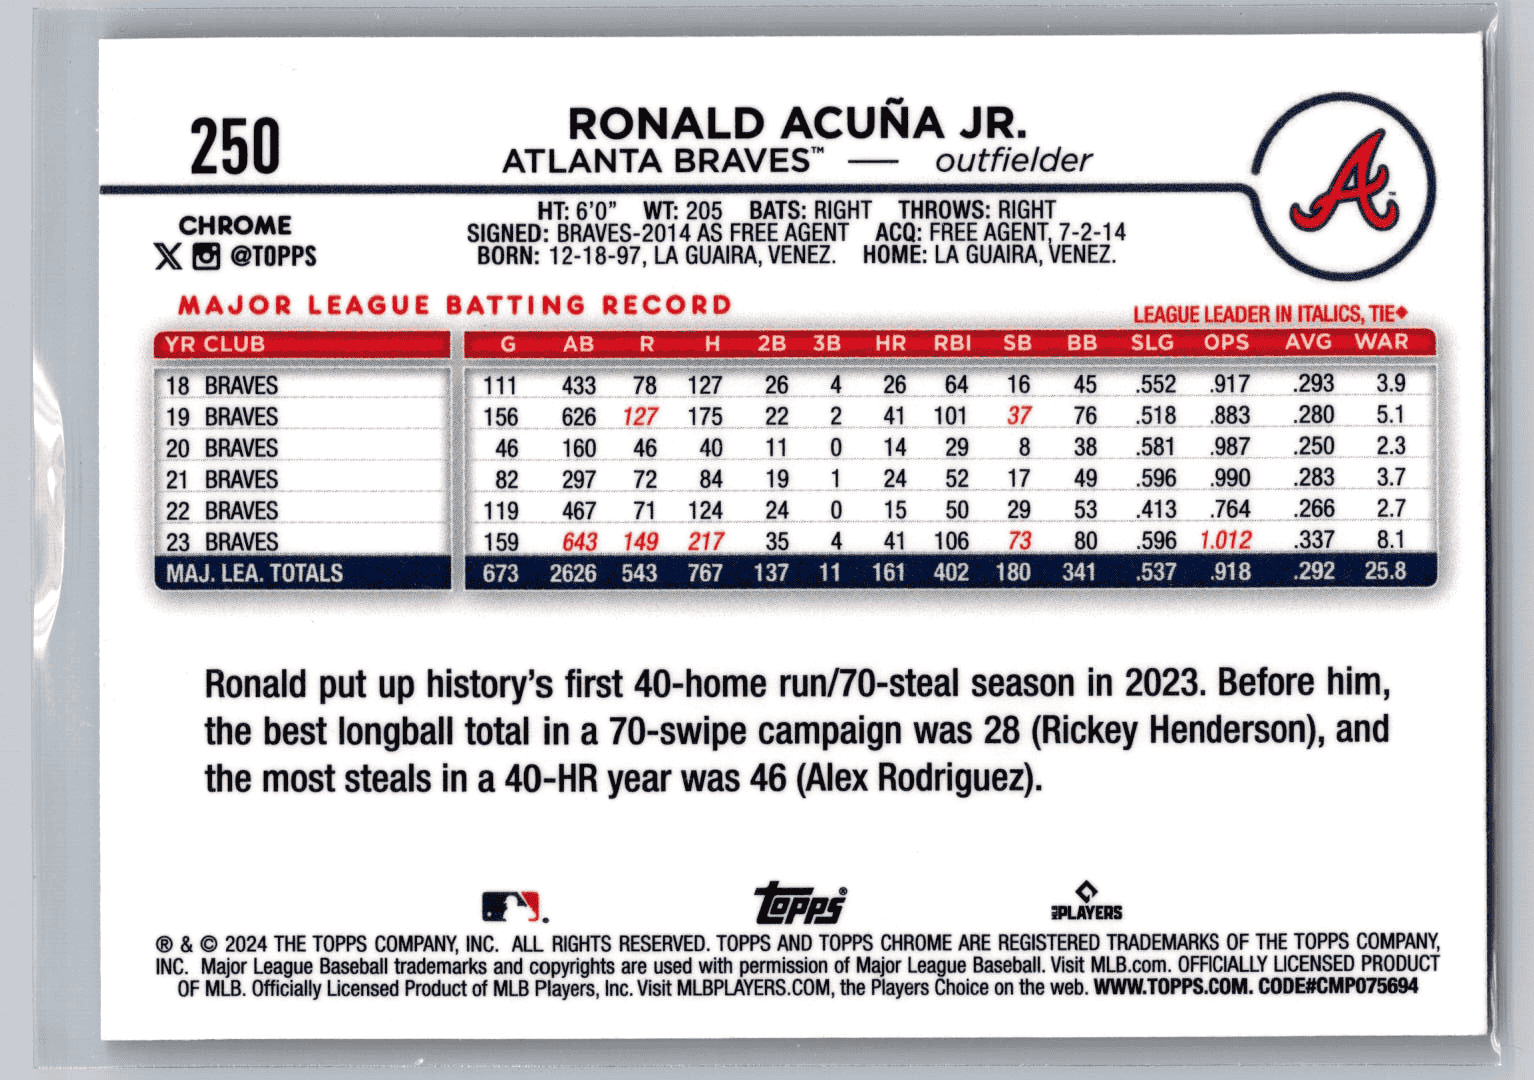 250
RONALD ACUÑA JR.
ATLANTA BRAVES™ — outfielder
A™
CHROME
X @TOPPS
HT: 6'0" WT: 205 BATS: RIGHT THROWS: RIGHT
SIGNED: BRAVES-2014 AS FREE AGENT ACQ: FREE AGENT, 7-2-14
BORN: 12-18-97, LA GUAIRA, VENEZ. HOME: LA GUAIRA, VENEZ.
MAJOR LEAGUE BATTING RECORD
LEAGUE LEADER IN ITALICS, TIE◆
YR CLUB G AB R H 2B 3B HR RBI SB BB SLG OPS AVG WAR
18 BRAVES 111 433 78 127 26 4 26 64 16 45 .552 .917 .293 3.9
19 BRAVES 156 626 127 175 22 2 41 101 37 76 .518 .883 .280 5.1
20 BRAVES 46 160 46 40 11 0 14 29 8 38 .581 .987 .250 2.3
21 BRAVES 82 297 72 84 19 1 24 52 17 49 .596 .990 .283 3.7
22 BRAVES 119 467 71 124 24 0 15 50 29 53 .413 .764 .266 2.7
23 BRAVES 159 643 149 217 35 4 41 106 73 80 .596 1.012 .337 8.1
MAJ. LEA. TOTALS 673 2626 543 767 137 11 161 402 180 341 .537 .918 .292 25.8
Ronald put up history's first 40-home run/70-steal season in 2023. Before him,
the best longball total in a 70-swipe campaign was 28 (Rickey Henderson), and
the most steals in a 40-HR year was 46 (Alex Rodriguez).
Topps®
MLB PLAYERS
® & © 2024 THE TOPPS COMPANY, INC. ALL RIGHTS RESERVED. TOPPS AND TOPPS CHROME ARE REGISTERED TRADEMARKS OF THE TOPPS COMPANY,
INC. Major League Baseball trademarks and copyrights are used with permission of Major League Baseball. Visit MLB.com. OFFICIALLY LICENSED PRODUCT
OF MLB. Officially Licensed Product of MLB Players, Inc. Visit MLBPLAYERS.COM, the Players Choice on the web. WWW.TOPPS.COM. CODE#CMP075694